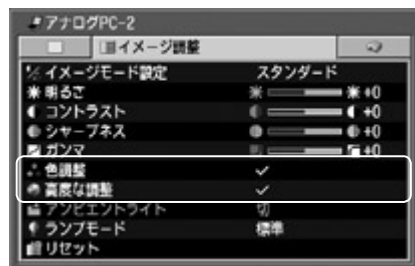 アナログPC-2
イメージ調整
イメージモード設定 スタンダード
明るさ +0
コントラスト +0
シャープネス +0
ガンマ +0
色調整 ✓
高度な調整 ✓
アンビエントライト 切
ランプモード 標準
リセット